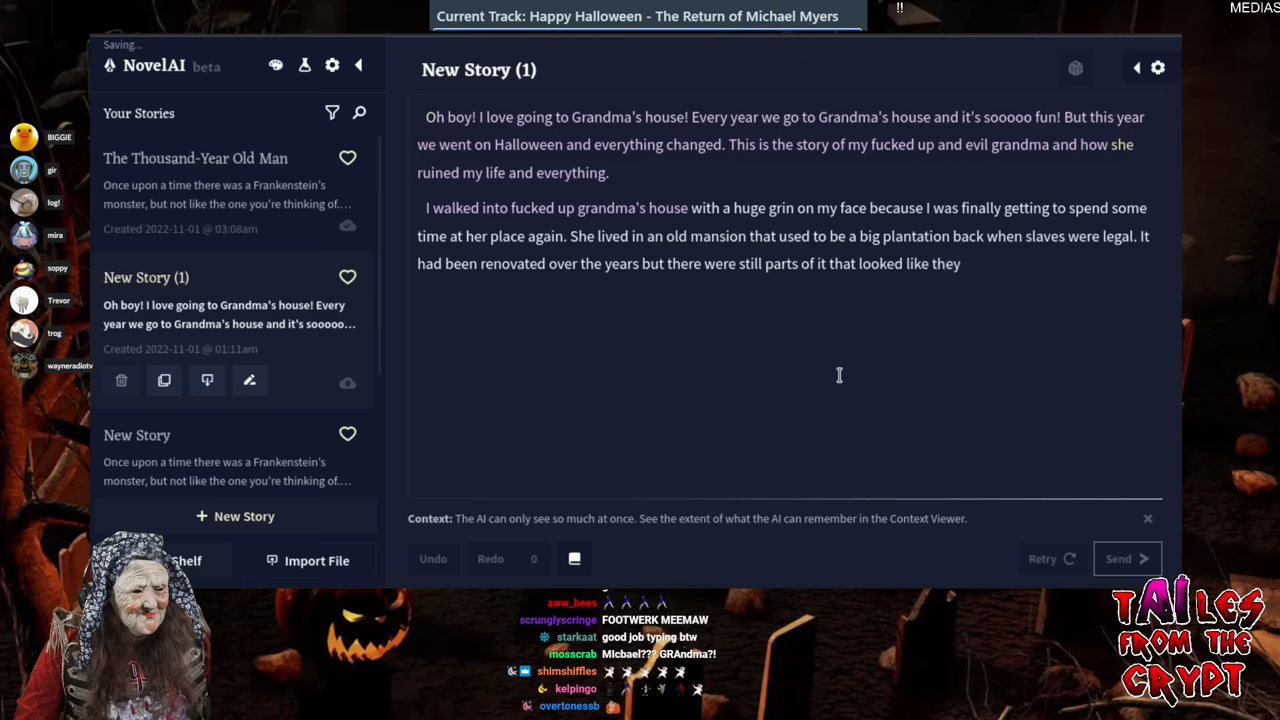 Current Track: Happy Halloween - The Return of Michael Myers
!!
MEDIAS
Saving...
NovelAI beta
Your Stories
The Thousand-Year Old Man
Once upon a time there was a Frankenstein's
monster, but not like the one you're thinking of....
Created 2022-11-01 @ 03:08am
New Story (1)
Oh boy! I love going to Grandma's house! Every
year we go to Grandma's house and it's sooooo...
Created 2022-11-01 @ 01:11am
New Story
Once upon a time there was a Frankenstein's
monster, but not like the one you're thinking of....
+ New Story
Shelf
Import File
BIGGIE
gir
log!
mira
soppy
Trevor
trog
wayneradiotv
New Story (1)
Oh boy! I love going to Grandma's house! Every year we go to Grandma's house and it's sooooo fun! But this year
we went on Halloween and everything changed. This is the story of my fucked up and evil grandma and how she
ruined my life and everything.
I walked into fucked up grandma's house with a huge grin on my face because I was finally getting to spend some
time at her place again. She lived in an old mansion that used to be a big plantation back when slaves were legal. It
had been renovated over the years but there were still parts of it that looked like they
Context: The AI can only see so much at once. See the extent of what the AI can remember in the Context Viewer.
Undo
Redo
0
Retry
Send
aww_bees
scrunglyscringe FOOTWERK MEEMAW
starkaat good job typing btw
mosscrab MIcbael??? GRAndma?!
shimshiffles
kelpingo
overtonessb
TAILES
FROM THE
CRYPT